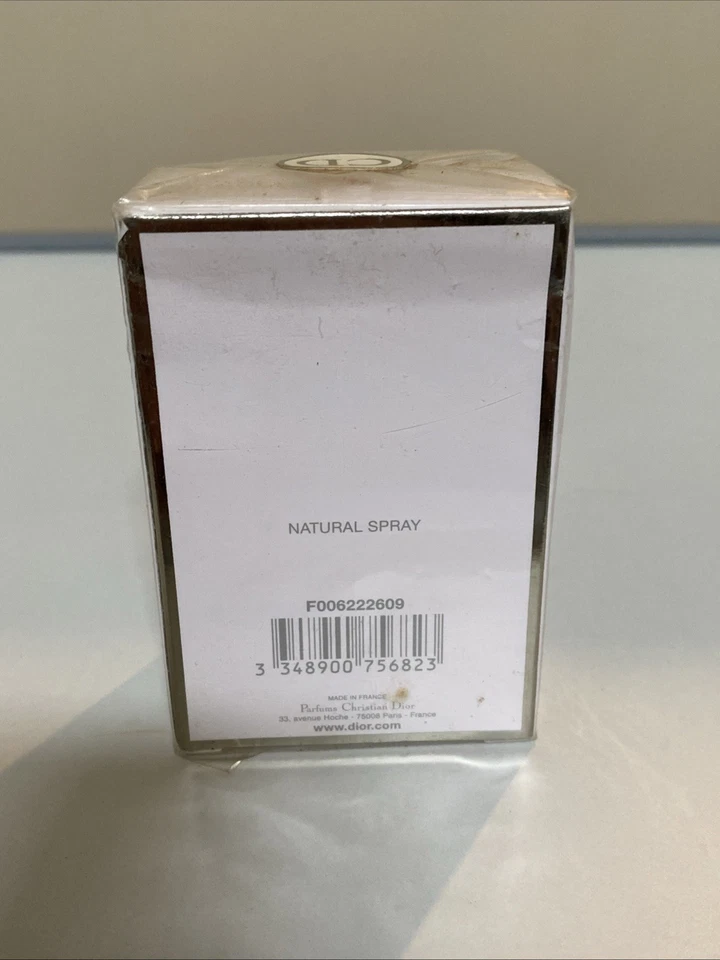 CD
NATURAL SPRAY
F006222609
3 348900 756823
MADE IN FRANCE
Parfums Christian Dior
33, avenue Hoche - 75008 Paris - France
www.dior.com